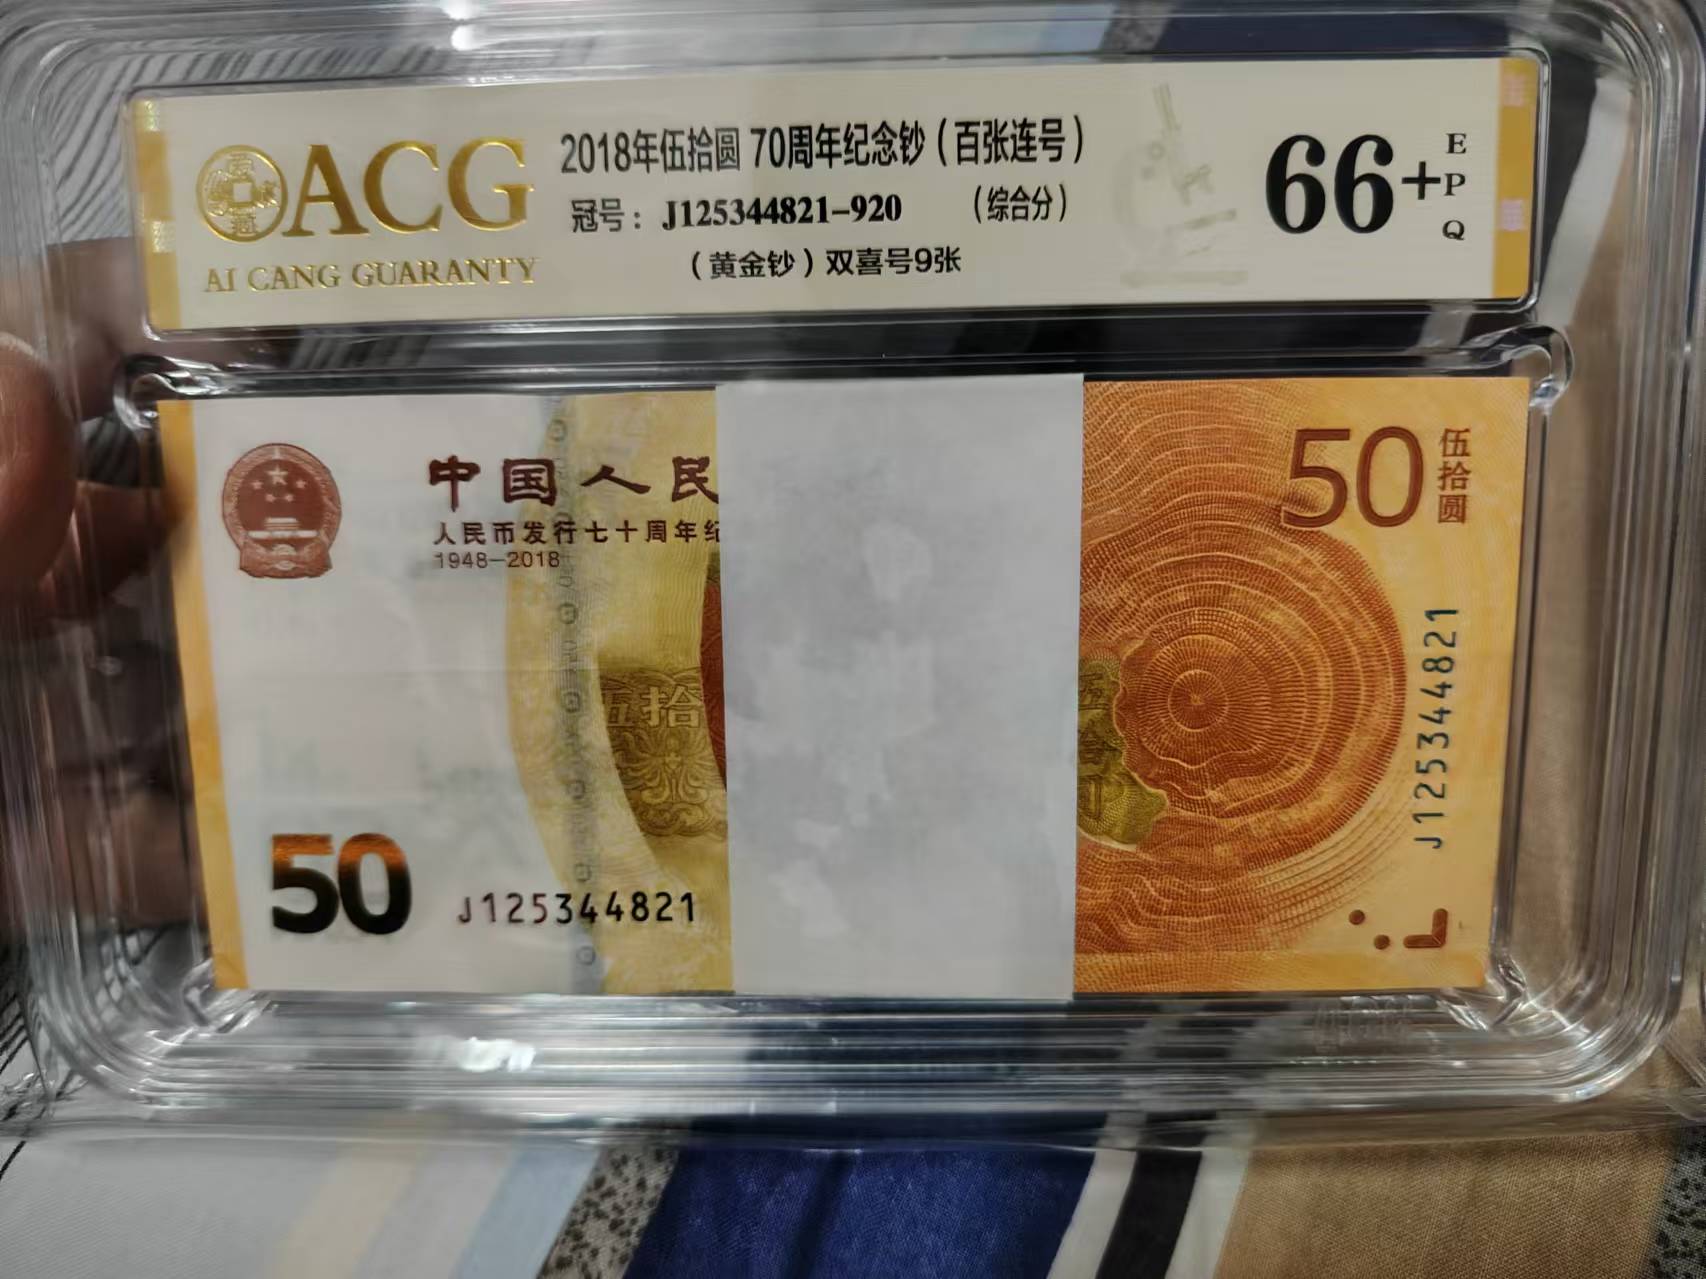 ACG
AI CANG GUARANTY
2018年伍拾圆 70周年纪念钞（百张连号）
冠号：J125344821-920 （综合分）
（黄金钞）双喜号9张
66+
EPQ
中国人民
人民币发行七十周年纪
1948—2018
伍拾
50
J125344821
50
伍拾圆
J125344821